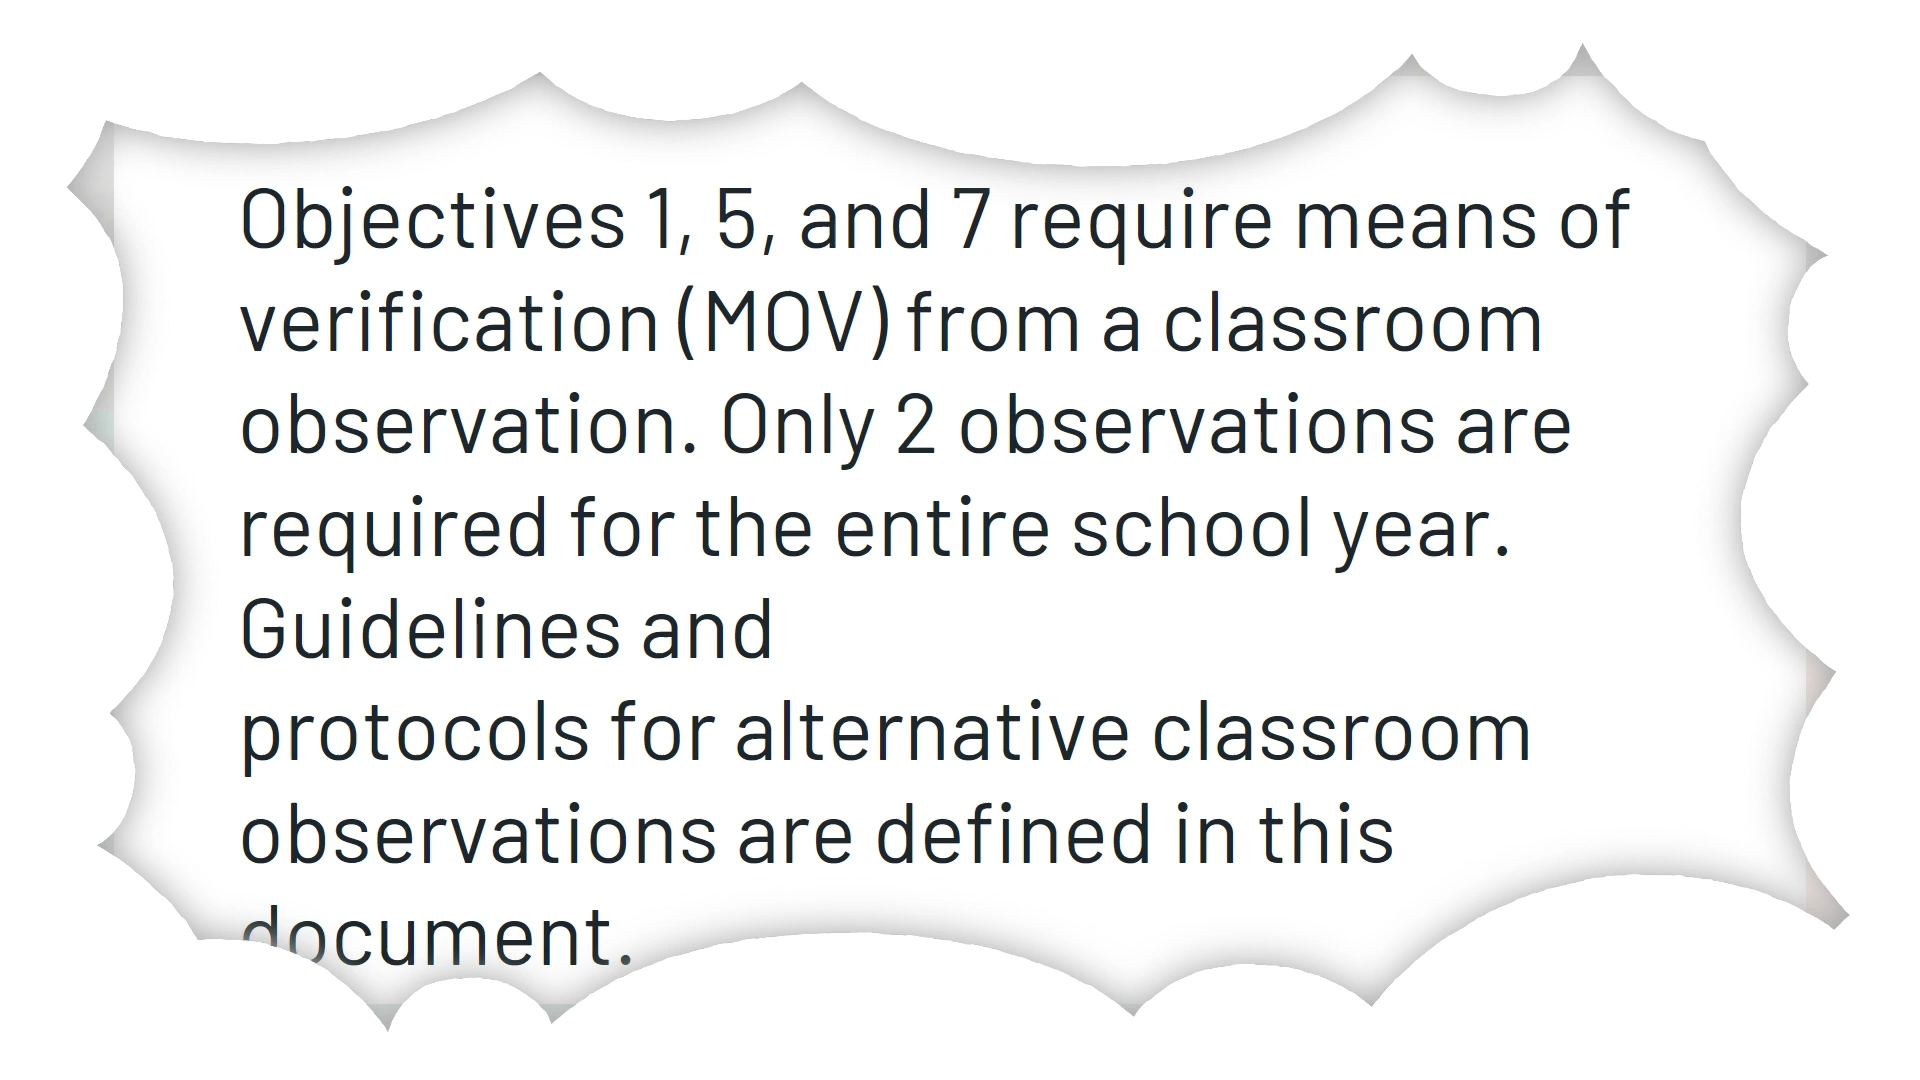 Objectives 1, 5, and 7 require means of
verification (MOV) from a classroom
observation. Only 2 observations are
required for the entire school year.
Guidelines and
protocols for alternative classroom
observations are defined in this
document.